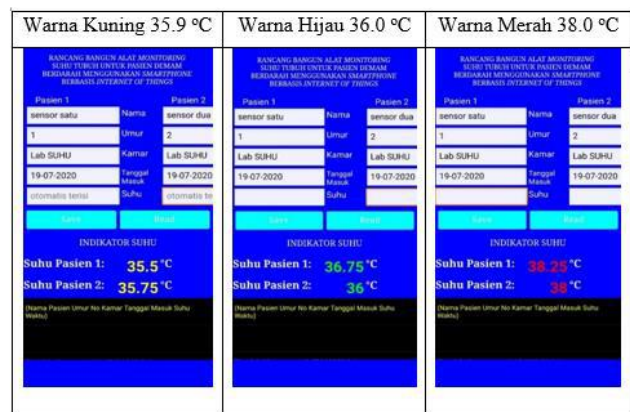 Warna Kuning 35.9 °C
RANCANG BANGUN ALAT MONITORING
SUHU TUBUH UNTUK PASIEN DEMAM
BERDARAH MENGGUNAKAN SMARTPHONE
BERBASIS INTERNET OF THINGS
Pasien 1 Pasien 2
sensor satu Nama sensor dua
1 Umur 2
Lab SUHU Kamar Lab SUHU
19-07-2020 Tanggal Masuk 19-07-2020
otomatis terisi Suhu otomatis te
Save Read
INDIKATOR SUHU
Suhu Pasien 1: 35.5 °C
Suhu Pasien 2: 35.75 °C
(Nama Pasien Umur No Kamar Tanggal Masuk Suhu
Waktu)
Warna Hijau 36.0 °C
RANCANG BANGUN ALAT MONITORING
SUHU TUBUH UNTUK PASIEN DEMAM
BERDARAH MENGGUNAKAN SMARTPHONE
BERBASIS INTERNET OF THINGS
Pasien 1 Pasien 2
sensor satu Nama sensor dua
1 Umur 2
Lab SUHU Kamar Lab SUHU
19-07-2020 Tanggal Masuk 19-07-2020
Suhu
Save Read
INDIKATOR SUHU
Suhu Pasien 1: 36.75 °C
Suhu Pasien 2: 36 °C
(Nama Pasien Umur No Kamar Tanggal Masuk Suhu
Waktu)
Warna Merah 38.0 °C
RANCANG BANGUN ALAT MONITORING
SUHU TUBUH UNTUK PASIEN DEMAM
BERDARAH MENGGUNAKAN SMARTPHONE
BERBASIS INTERNET OF THINGS
Pasien 1 Pasien 2
sensor satu Nama sensor dua
1 Umur 2
Lab SUHU Kamar Lab SUHU
19-07-2020 Tanggal Masuk 19-07-2020
Suhu
Save Read
INDIKATOR SUHU
Suhu Pasien 1: 38.25 °C
Suhu Pasien 2: 38 °C
(Nama Pasien Umur No Kamar Tanggal Masuk Suhu
Waktu)